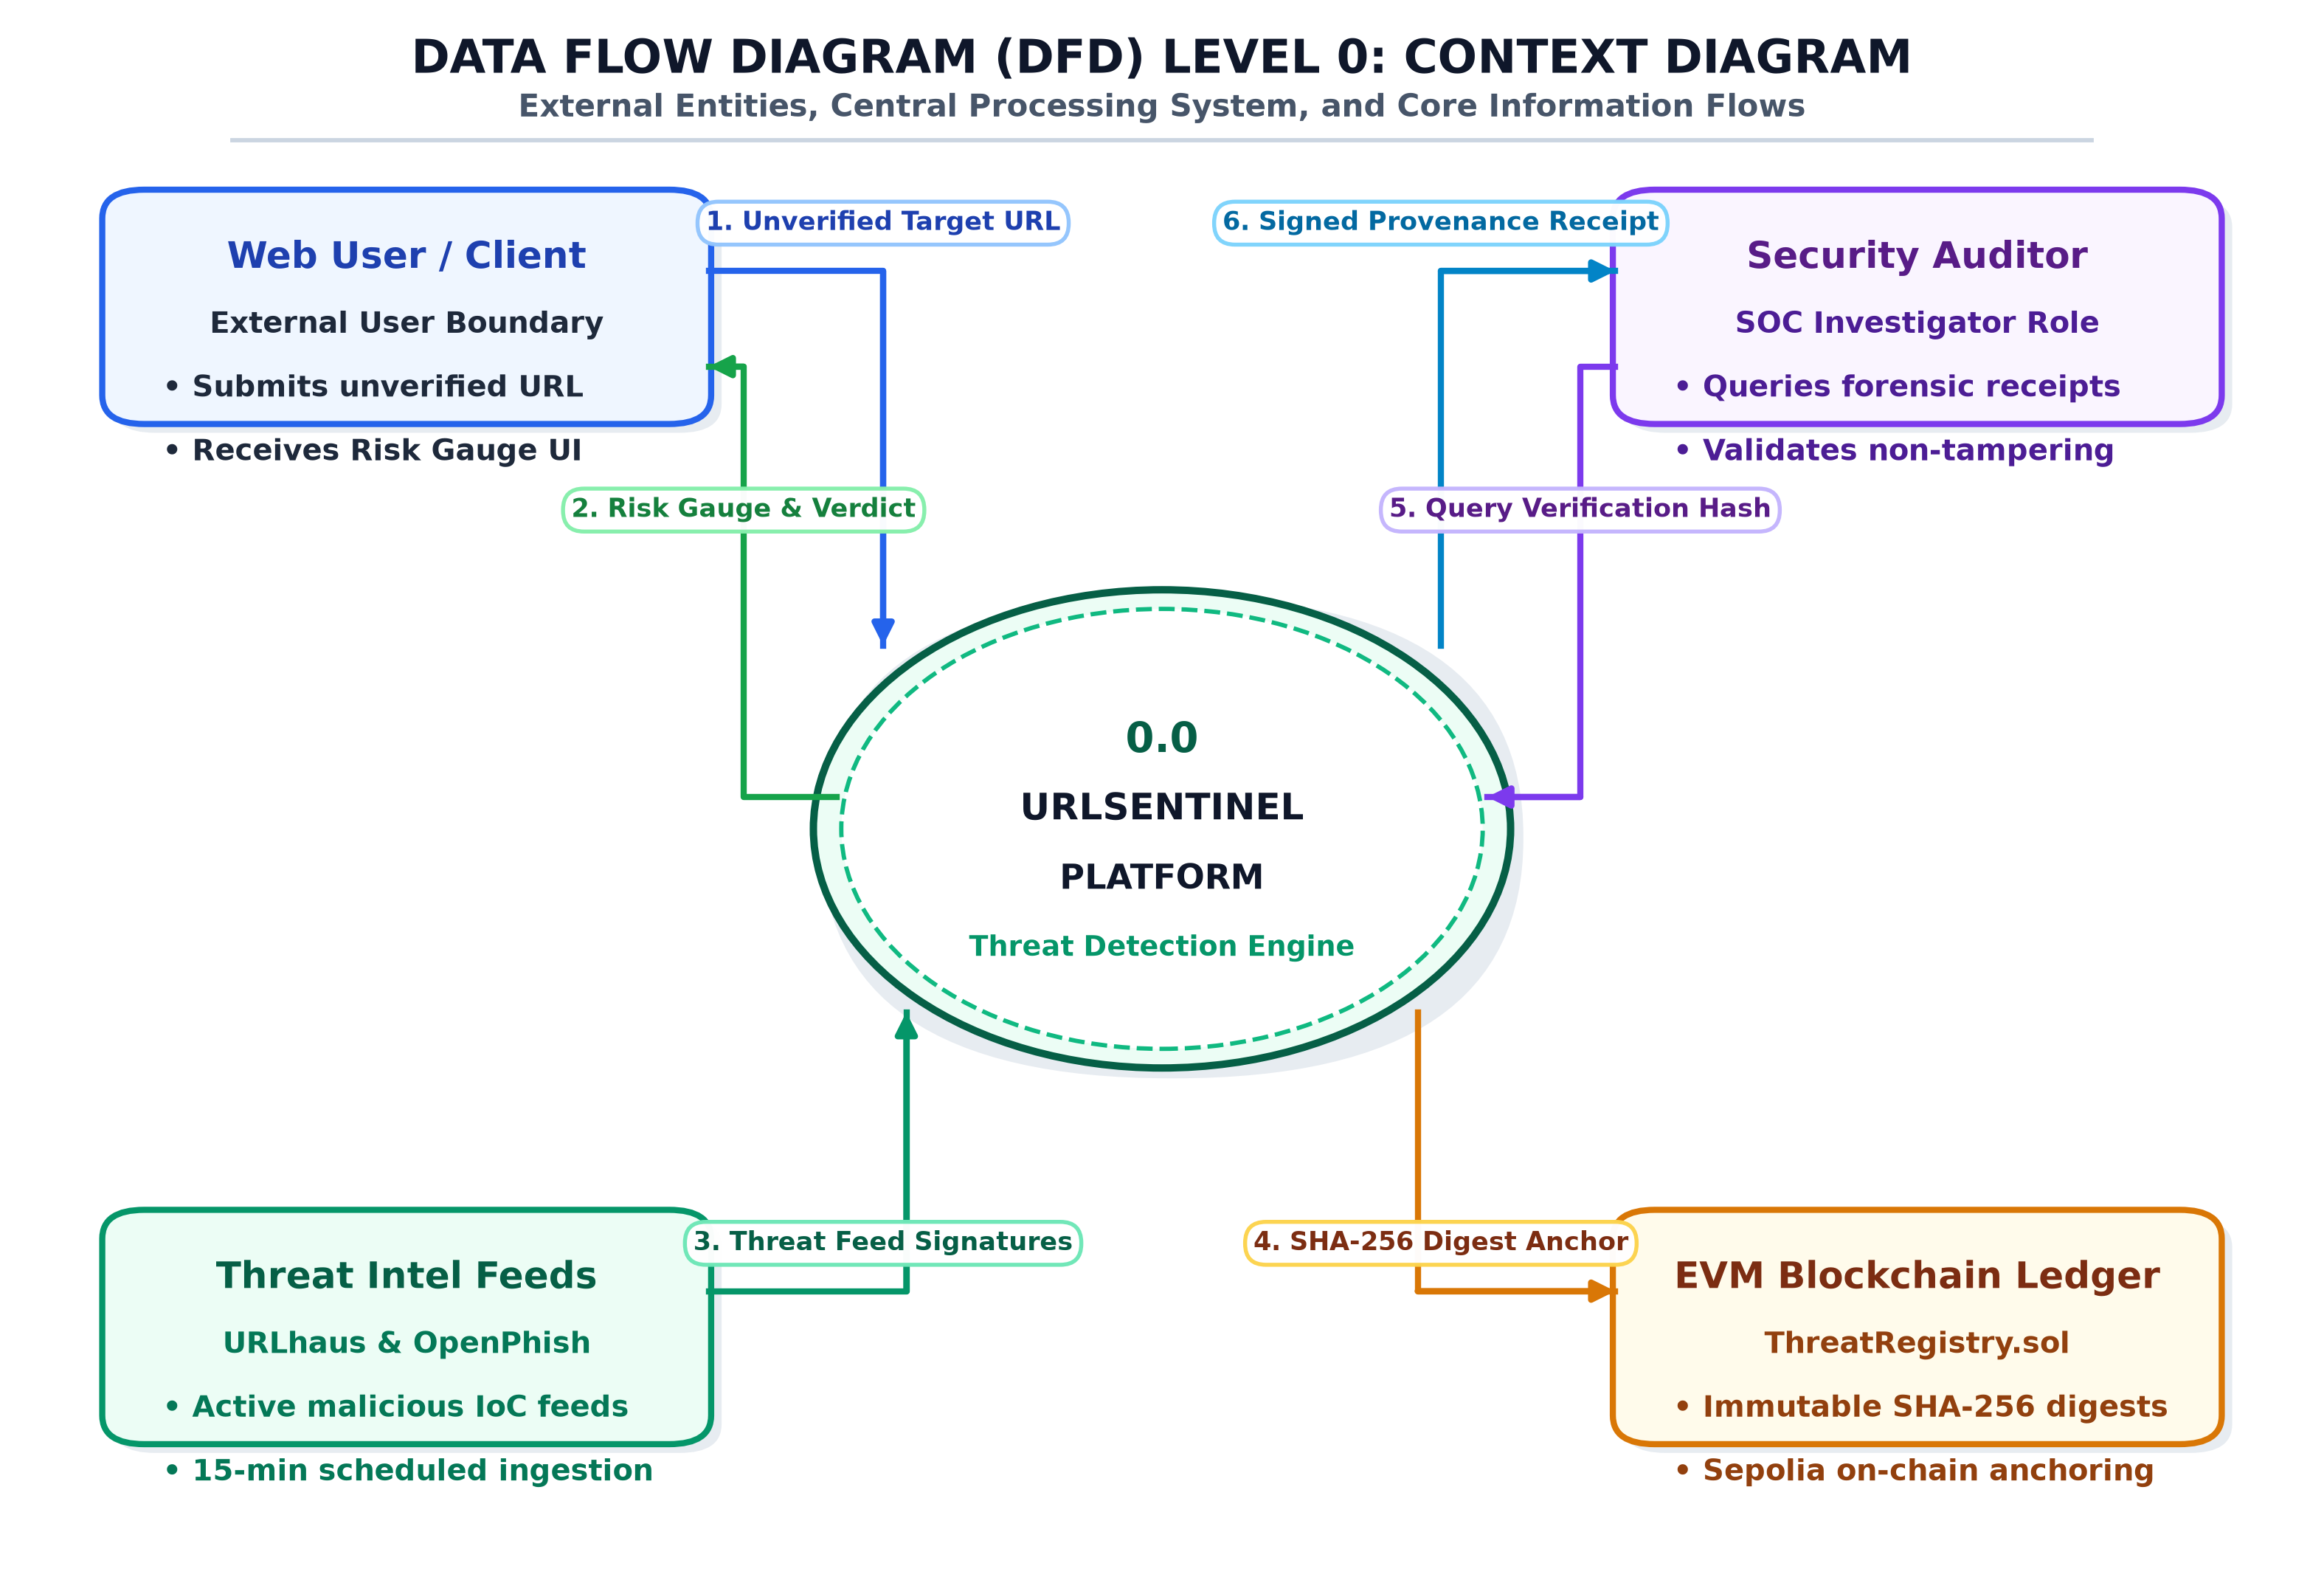 DATA FLOW DIAGRAM (DFD) LEVEL 0: CONTEXT DIAGRAM
External Entities, Central Processing System, and Core Information Flows
Web User / Client
External User Boundary
• Submits unverified URL
• Receives Risk Gauge UI
1. Unverified Target URL
6. Signed Provenance Receipt
Security Auditor
SOC Investigator Role
• Queries forensic receipts
• Validates non-tampering
2. Risk Gauge & Verdict
5. Query Verification Hash
0.0
URLSENTINEL
PLATFORM
Threat Detection Engine
Threat Intel Feeds
URLhaus & OpenPhish
• Active malicious IoC feeds
• 15-min scheduled ingestion
3. Threat Feed Signatures
4. SHA-256 Digest Anchor
EVM Blockchain Ledger
ThreatRegistry.sol
• Immutable SHA-256 digests
• Sepolia on-chain anchoring